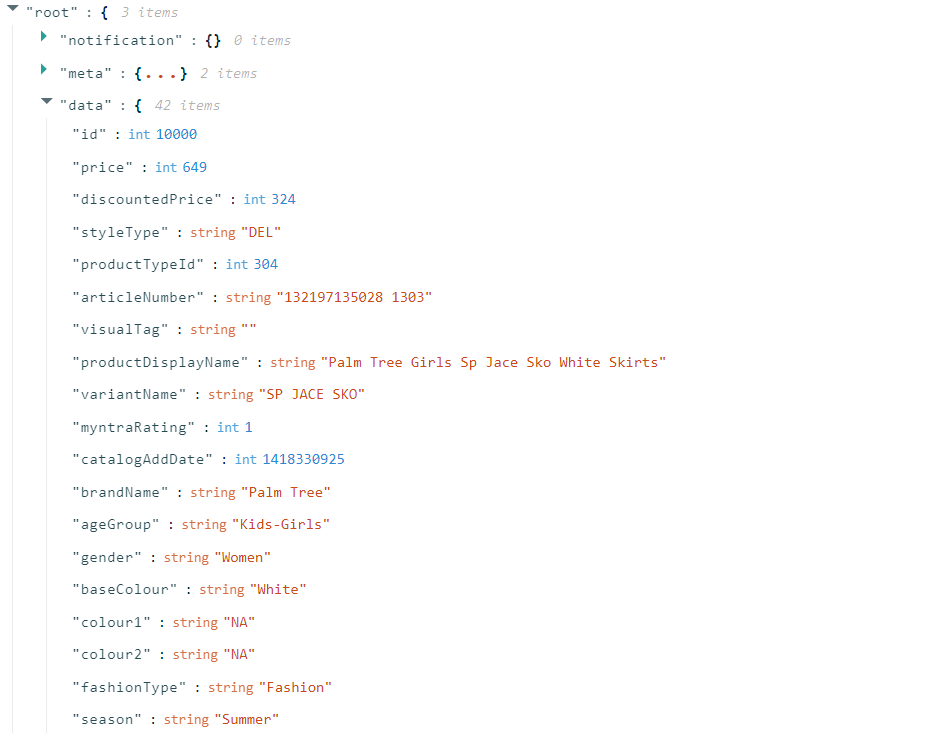 "root" : { 3 items
"notification" : {} 0 items
"meta" : {...} 2 items
"data" : { 42 items
"id" : int 10000
"price" : int 649
"discountedPrice" : int 324
"styleType" : string "DEL"
"productTypeId" : int 304
"articleNumber" : string "132197135028 1303"
"visualTag" : string ""
"productDisplayName" : string "Palm Tree Girls Sp Jace Sko White Skirts"
"variantName" : string "SP JACE SKO"
"myntraRating" : int 1
"catalogAddDate" : int 1418330925
"brandName" : string "Palm Tree"
"ageGroup" : string "Kids-Girls"
"gender" : string "Women"
"baseColour" : string "White"
"colour1" : string "NA"
"colour2" : string "NA"
"fashionType" : string "Fashion"
"season" : string "Summer"